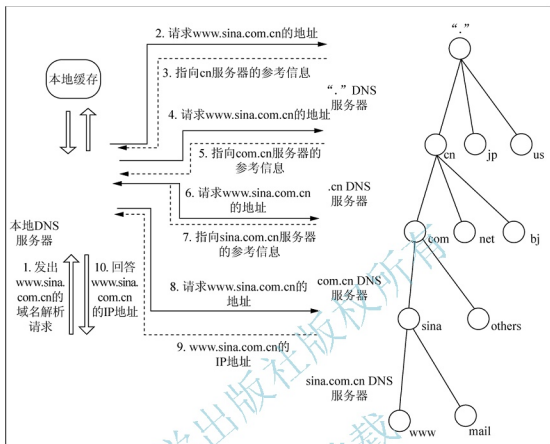 2. 请求www.sina.com.cn的地址
3. 指向cn服务器的参考信息
本地缓存
“.” DNS
服务器
4. 请求www.sina.com.cn的地址
5. 指向com.cn服务器的
参考信息
6. 请求www.sina.com.cn
的地址
.cn DNS
服务器
7. 指向sina.com.cn服务器
的参考信息
本地DNS
服务器
1. 发出
www.sina.
com.cn的
域名解析
请求
10. 回答
www.sina.
com.cn
的IP地址
8. 请求www.sina.com.cn的
地址
com.cn DNS
服务器
9. www.sina.com.cn的
IP地址
sina.com.cn DNS
服务器
“.”
cn
jp
us
com
net
bj
sina
others
www
mail
出版社版权所有